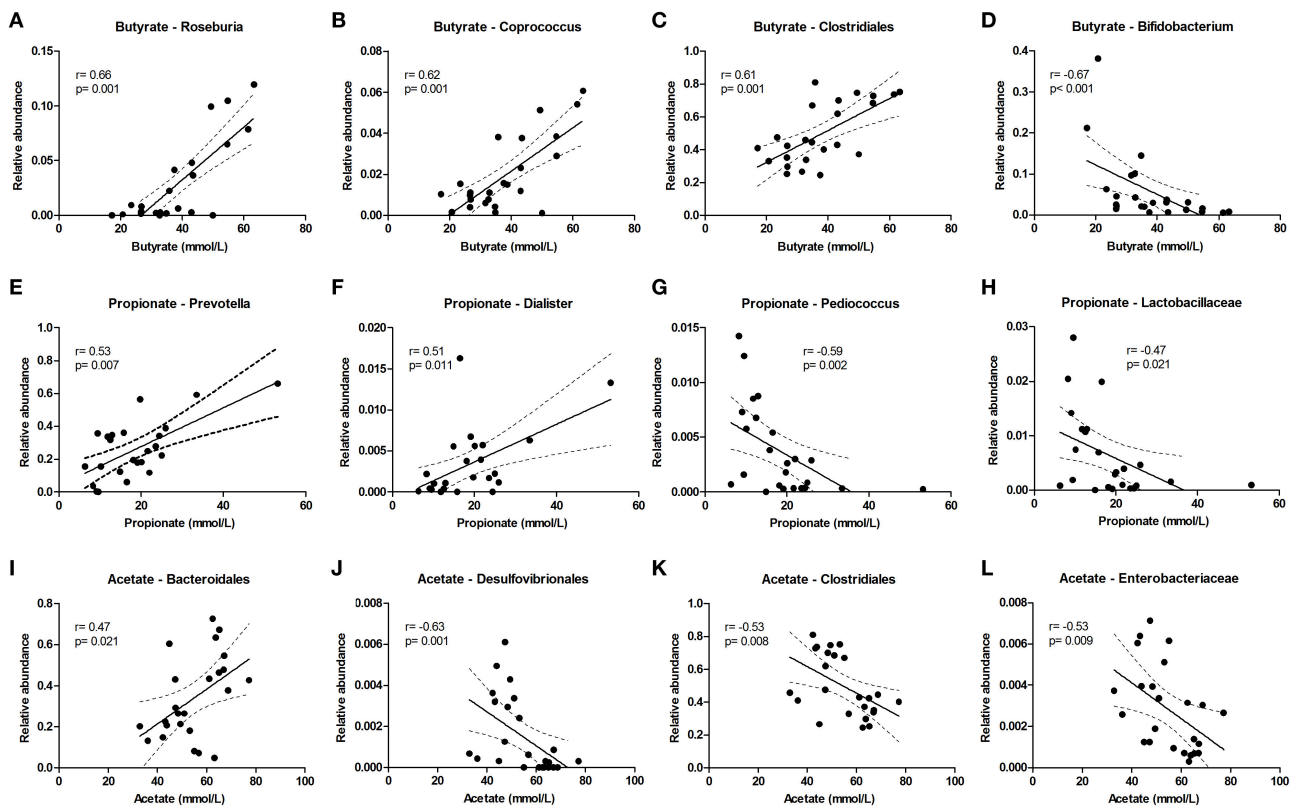 A
Butyrate - Roseburia
r= 0.66
p= 0.001
Relative abundance
0.15
0.10
0.05
0.00
0 20 40 60 80
Butyrate (mmol/L)
B
Butyrate - Coprococcus
r= 0.62
p= 0.001
Relative abundance
0.08
0.06
0.04
0.02
0.00
0 20 40 60 80
Butyrate (mmol/L)
C
Butyrate - Clostridiales
r= 0.61
p= 0.001
Relative abundance
1.0
0.8
0.6
0.4
0.2
0.0
0 20 40 60 80
Butyrate (mmol/L)
D
Butyrate - Bifidobacterium
r= -0.67
p< 0.001
Relative abundance
0.4
0.3
0.2
0.1
0.0
0 20 40 60 80
Butyrate (mmol/L)
E
Propionate - Prevotella
r= 0.53
p= 0.007
Relative abundance
1.0
0.8
0.6
0.4
0.2
0.0
0 20 40 60
Propionate (mmol/L)
F
Propionate - Dialister
r= 0.51
p= 0.011
Relative abundance
0.020
0.015
0.010
0.005
0.000
0 20 40 60
Propionate (mmol/L)
G
Propionate - Pediococcus
r= -0.59
p= 0.002
Relative abundance
0.015
0.010
0.005
0.000
0 20 40 60
Propionate (mmol/L)
H
Propionate - Lactobacillaceae
r= -0.47
p= 0.021
Relative abundance
0.03
0.02
0.01
0.00
0 20 40 60
Propionate (mmol/L)
I
Acetate - Bacteroidales
r= 0.47
p= 0.021
Relative abundance
0.8
0.6
0.4
0.2
0.0
0 20 40 60 80 100
Acetate (mmol/L)
J
Acetate - Desulfovibrionales
r= -0.63
p= 0.001
Relative abundance
0.008
0.006
0.004
0.002
0.000
0 20 40 60 80 100
Acetate (mmol/L)
K
Acetate - Clostridiales
r= -0.53
p= 0.008
Relative abundance
1.0
0.8
0.6
0.4
0.2
0.0
0 20 40 60 80 100
Acetate (mmol/L)
L
Acetate - Enterobacteriaceae
r= -0.53
p= 0.009
Relative abundance
0.008
0.006
0.004
0.002
0.000
0 20 40 60 80 100
Acetate (mmol/L)